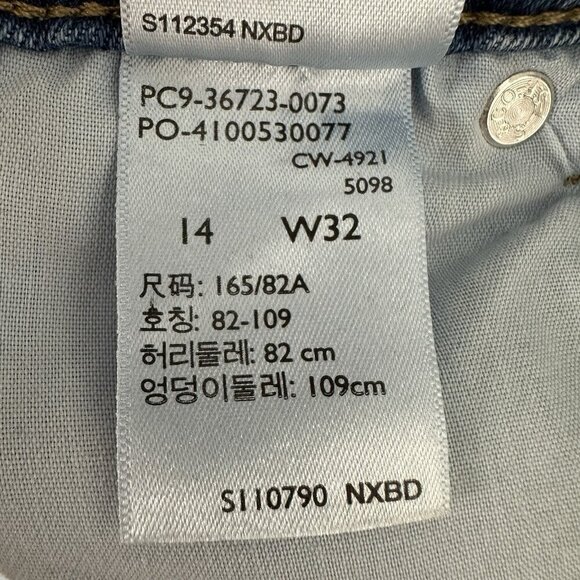 S112354 NXBD
PC9-36723-0073
PO-4100530077
CW-4921
5098
14 W32
尺码: 165/82A
호칭: 82-109
허리둘레: 82 cm
엉덩이둘레: 109cm
S110790 NXBD